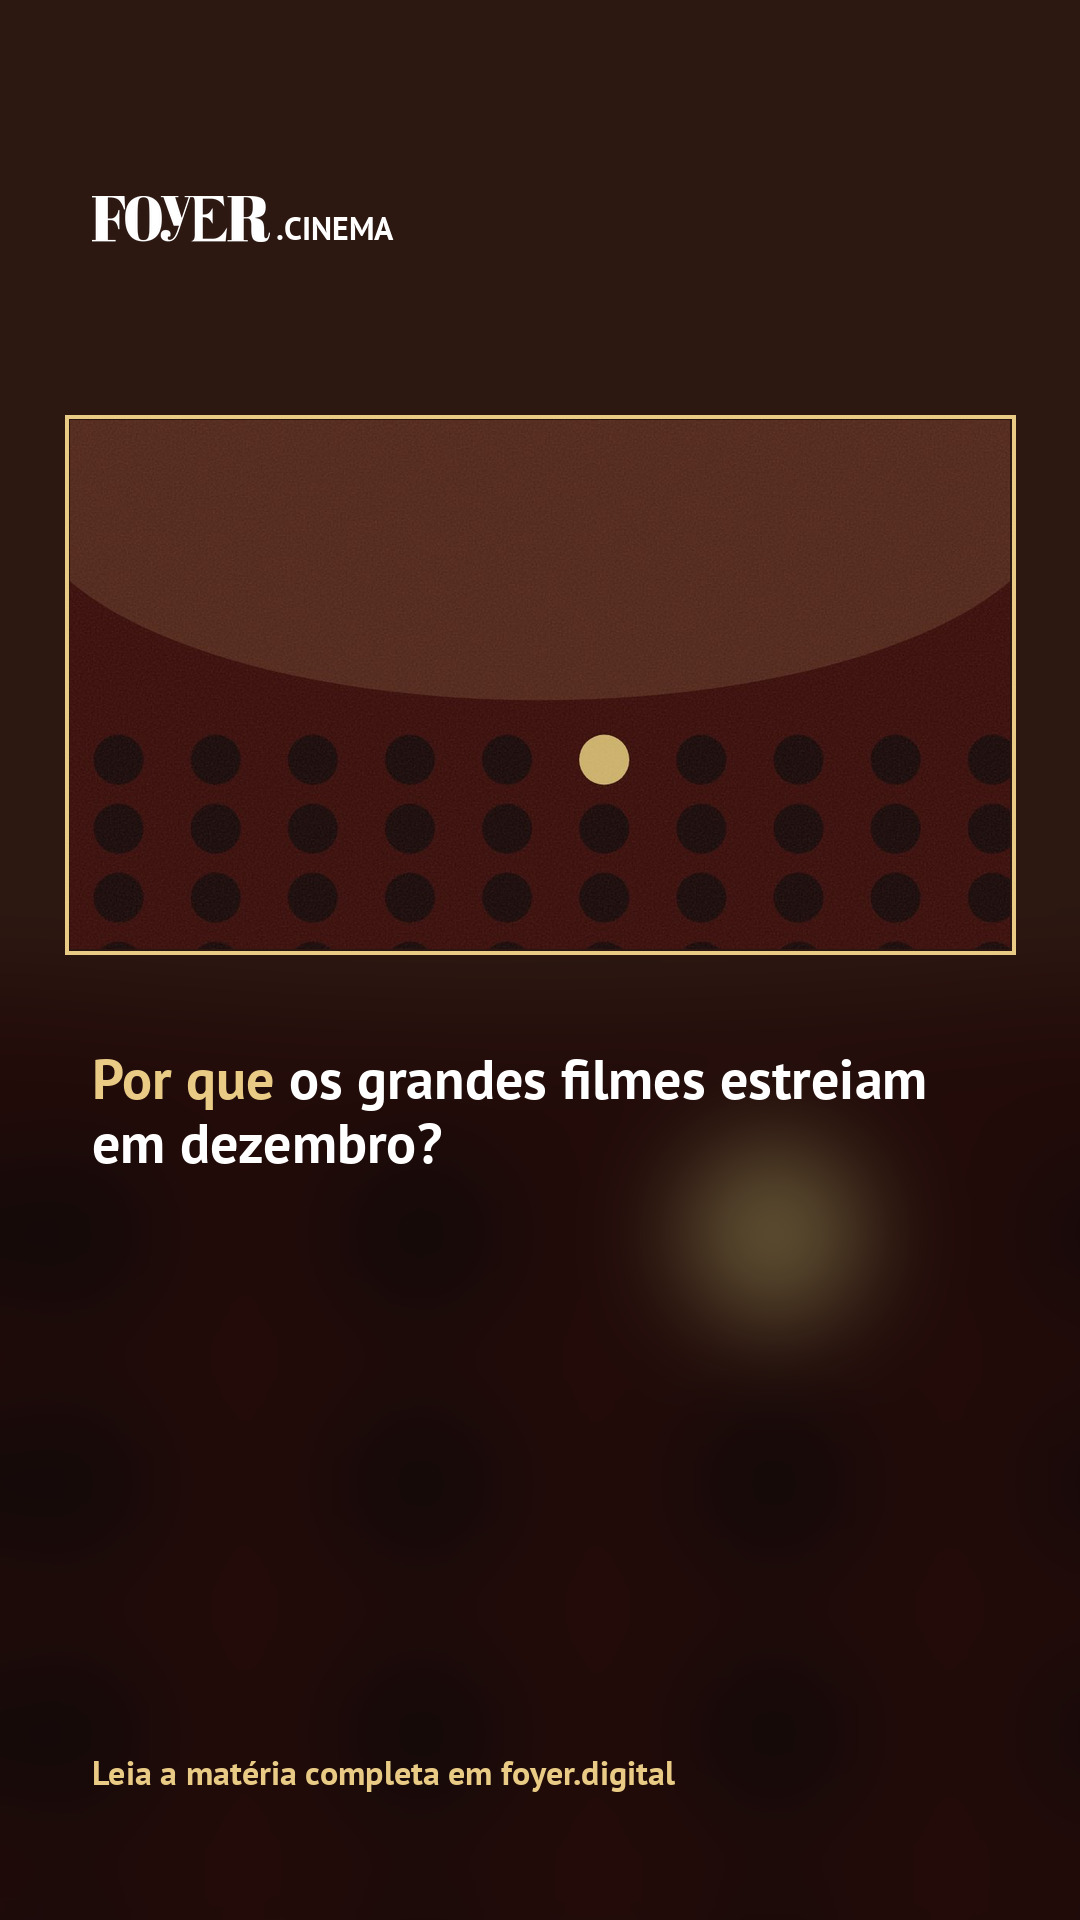 FOYER .CINEMA
Por que os grandes filmes estreiam
em dezembro?
Leia a matéria completa em foyer.digital